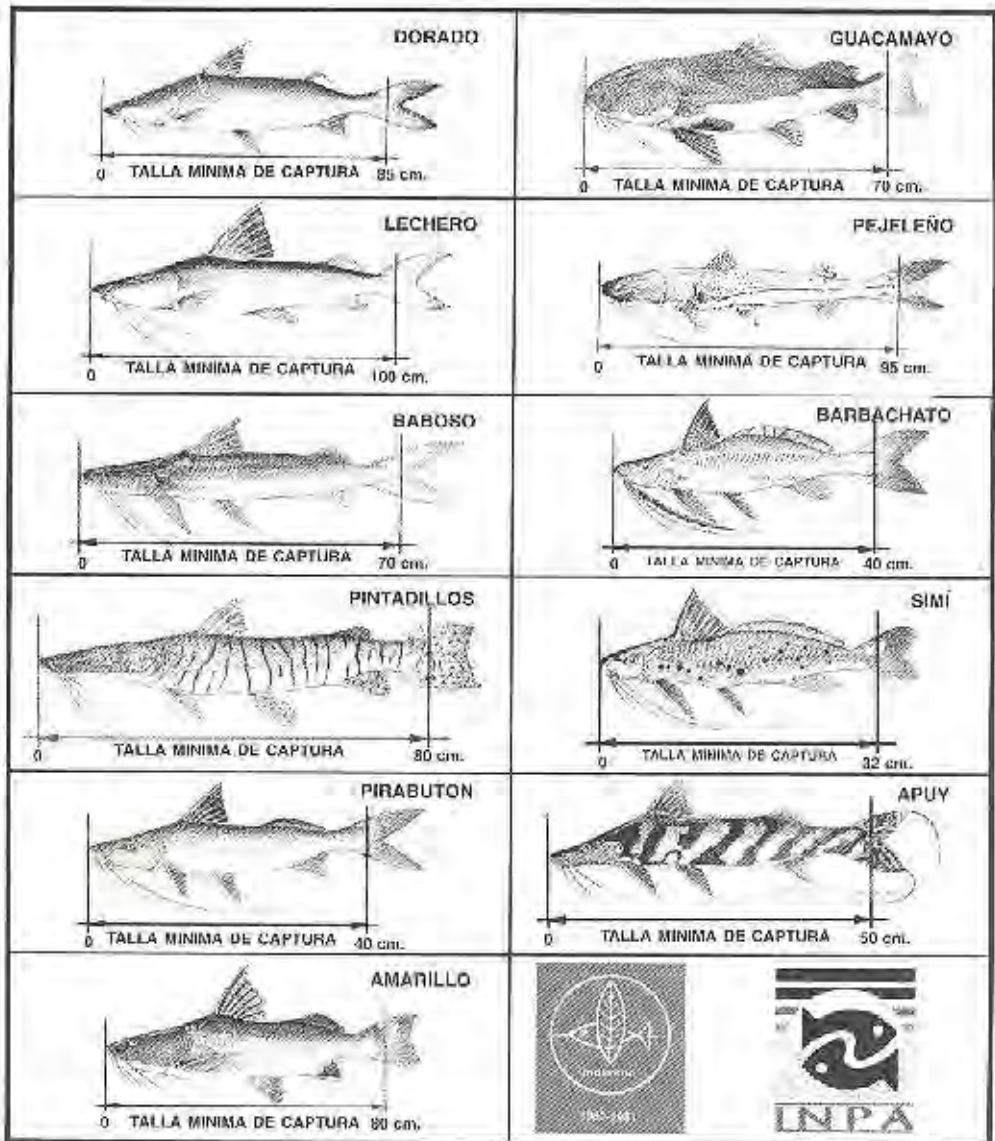 DORADO
0 TALLA MINIMA DE CAPTURA 85 cm.
GUACAMAYO
0 TALLA MINIMA DE CAPTURA 70 cm.
LECHERO
0 TALLA MINIMA DE CAPTURA 100 cm.
PEJELEÑO
0 TALLA MINIMA DE CAPTURA 95 cm.
BABOSO
0 TALLA MINIMA DE CAPTURA 70 cm.
BARBACHATO
0 TALLA MINIMA DE CAPTURA 40 cm.
PINTADILLOS
0 TALLA MINIMA DE CAPTURA 80 cm.
SIMÍ
0 TALLA MINIMA DE CAPTURA 32 cm.
PIRABUTON
0 TALLA MINIMA DE CAPTURA 40 cm.
APUY
0 TALLA MINIMA DE CAPTURA 50 cm.
AMARILLO
0 TALLA MINIMA DE CAPTURA 80 cm.
INPA